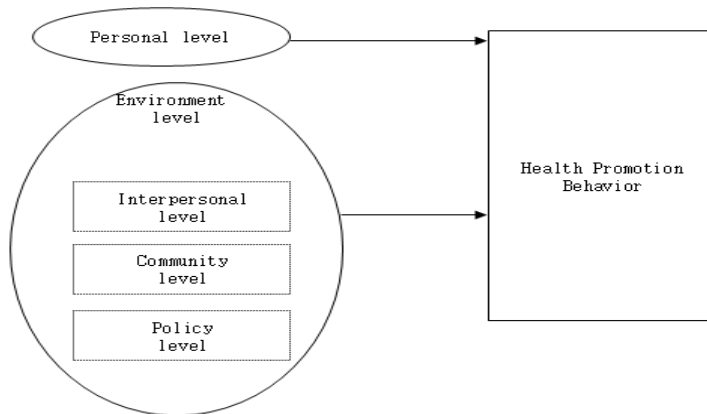 Personal level
Environment
level
Interpersonal
level
Community
level
Policy
level
Health Promotion
Behavior